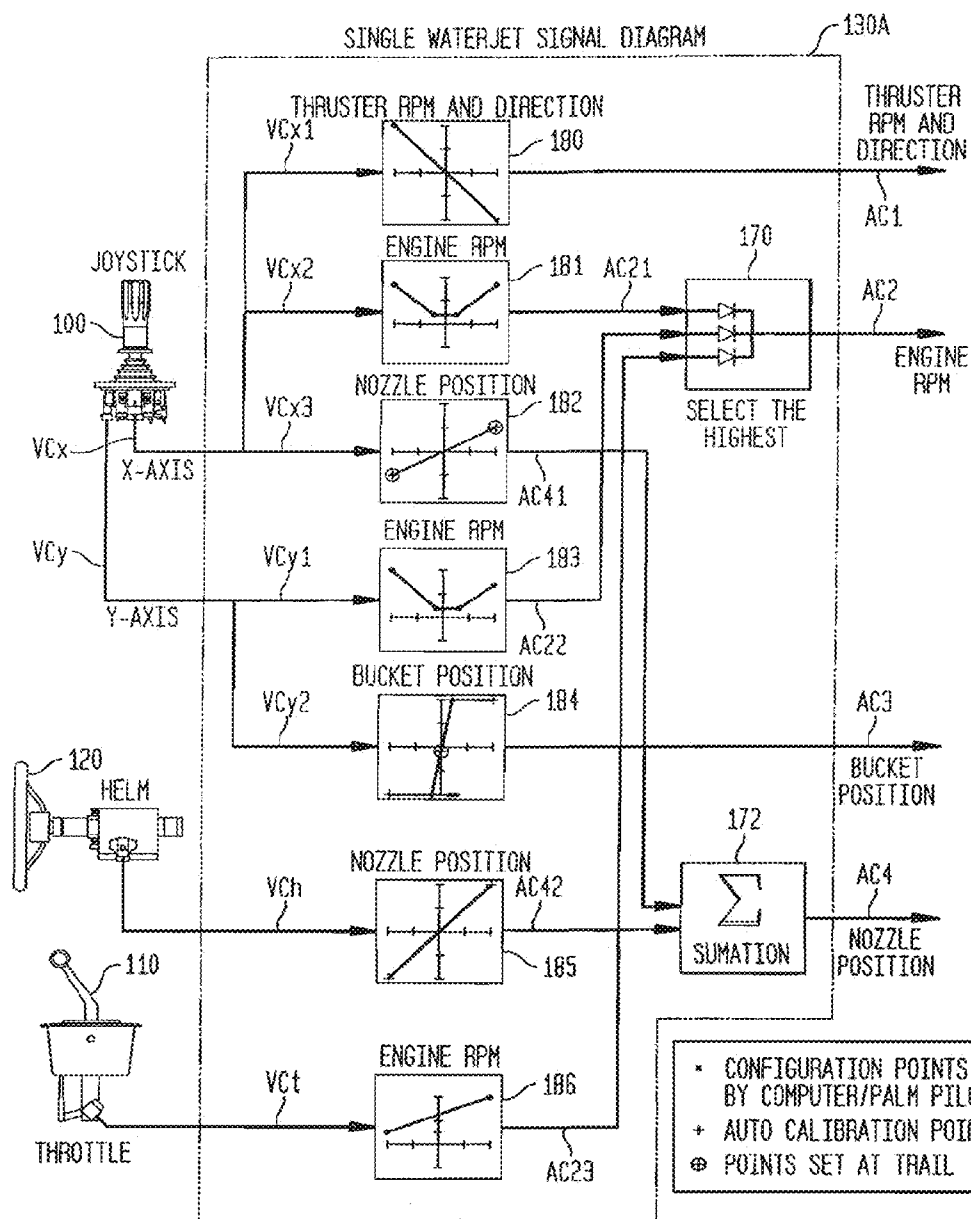 SINGLE WATERJET SIGNAL DIAGRAM
130A
THRUSTER RPM AND DIRECTION
VCx1
180
THRUSTER
RPM AND
DIRECTION
AC1
ENGINE RPM
VCx2
181
AC21
170
AC2
ENGINE
RPM
JOYSTICK
100
NOZZLE POSITION
VCx3
182
SELECT THE
HIGHEST
VCx
X-AXIS
AC41
ENGINE RPM
VCy
VCy1
183
Y-AXIS
AC22
BUCKET POSITION
VCy2
184
AC3
BUCKET
POSITION
120
HELM
NOZZLE POSITION
172
VCh
AC42
185
SUMATION
AC4
NOZZLE
POSITION
110
ENGINE RPM
VCt
186
THROTTLE
AC23
CONFIGURATION POINTS
BY COMPUTER/PALM
+ AUTO CALIBRATION
⊕ POINTS SET AT TRAIL